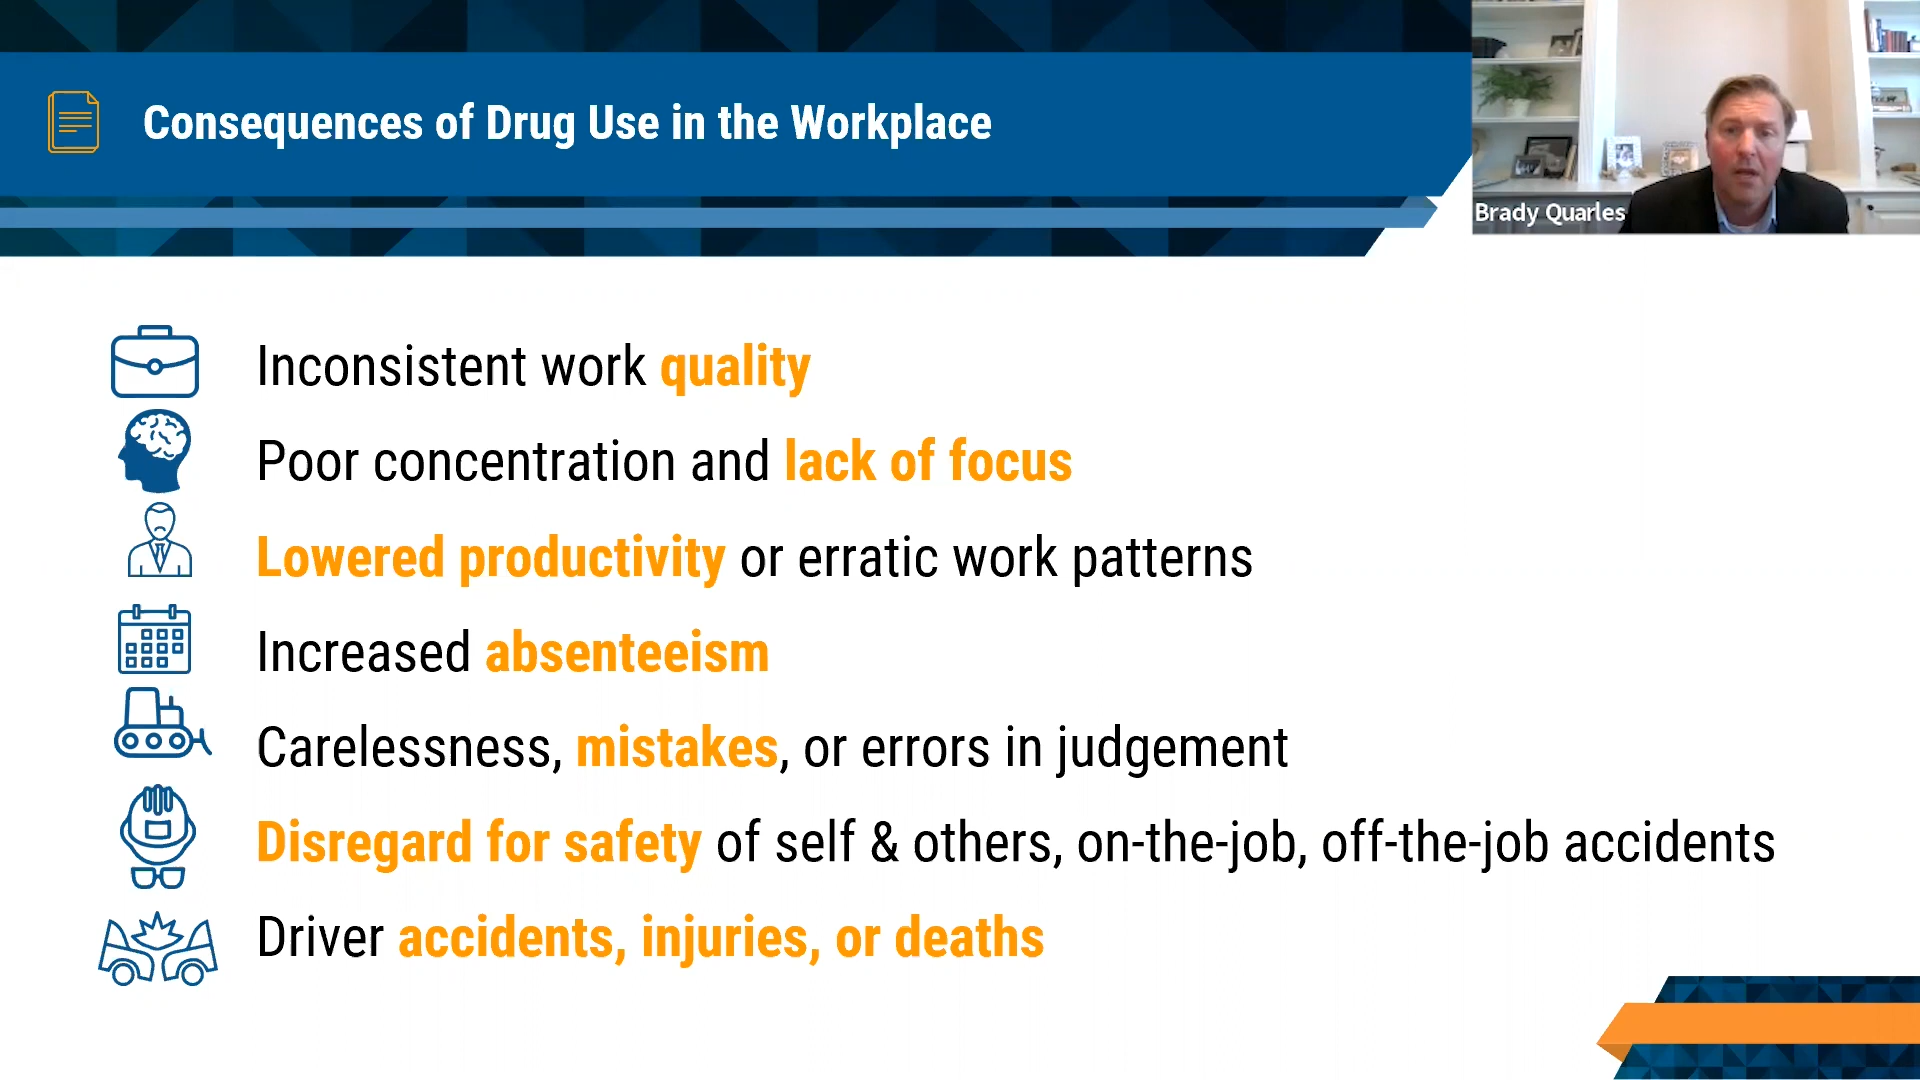 Consequences of Drug Use in the Workplace
Brady Quarles
Inconsistent work quality
Poor concentration and lack of focus
Lowered productivity or erratic work patterns
Increased absenteeism
Carelessness, mistakes, or errors in judgement
Disregard for safety of self & others, on-the-job, off-the-job accidents
Driver accidents, injuries, or deaths